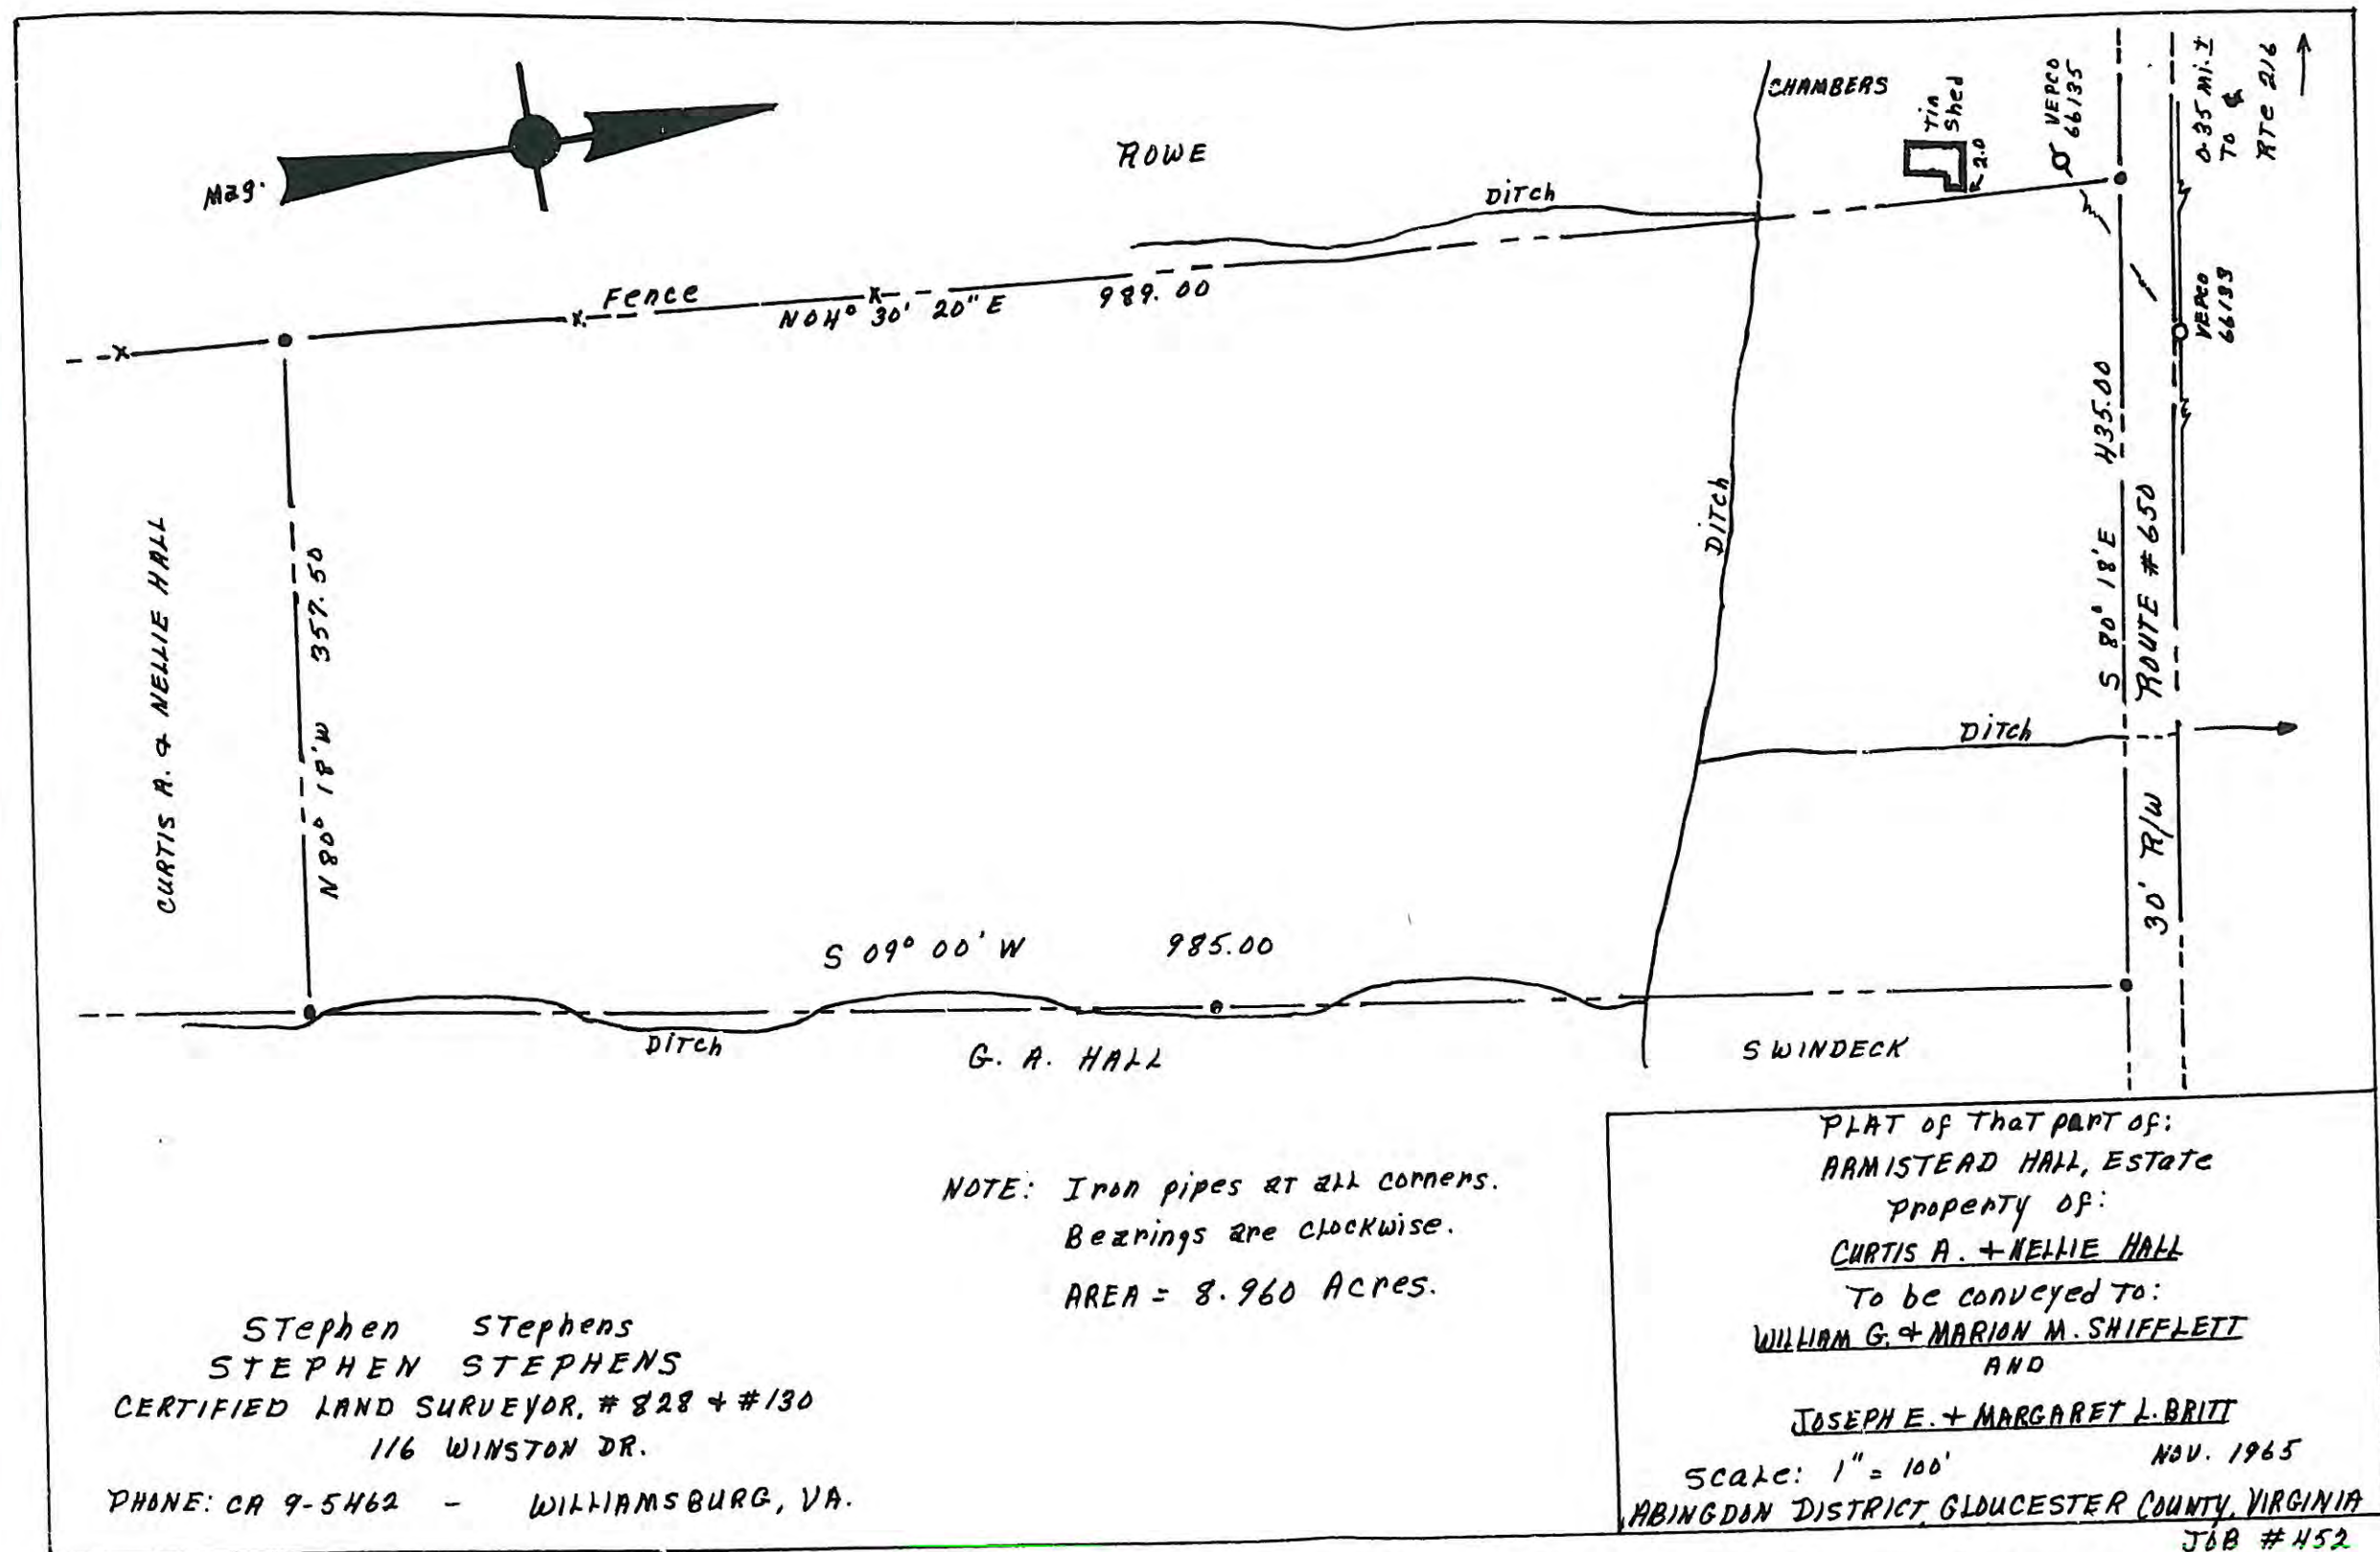 Mag.
ROWE
CHAMBERS
Tin
Shed
2.0
VEPCO
66135
0.35 Mi.±
To ℄
RTe 216
Ditch
Fence
N04° 30' 20" E 989.00
VEPCO
66133
CURTIS A. & NELLIE HALL
N 80° 18' W 357.50
Ditch
S 80° 18' E 435.00
ROUTE #650
30' R/W
Ditch
S 09° 00' W 985.00
Ditch
G. A. HALL
SWINDECK
NOTE: Iron pipes at all corners.
Bearings are clockwise.
AREA = 8.960 Acres.
Stephen Stephens
STEPHEN STEPHENS
CERTIFIED LAND SURVEYOR, #828 & #130
116 WINSTON DR.
PHONE: CA 9-5462 - WILLIAMSBURG, VA.
PLAT of That part of:
ARMISTEAD HALL, Estate
property of:
CURTIS A. + NELLIE HALL
To be conveyed To:
WILLIAM G. & MARION M. SHIFFLETT
AND
JOSEPH E. + MARGARET L. BRITT
Scale: 1" = 100' NOV. 1965
ABINGDON DISTRICT, GLOUCESTER COUNTY, VIRGINIA
JOB #452